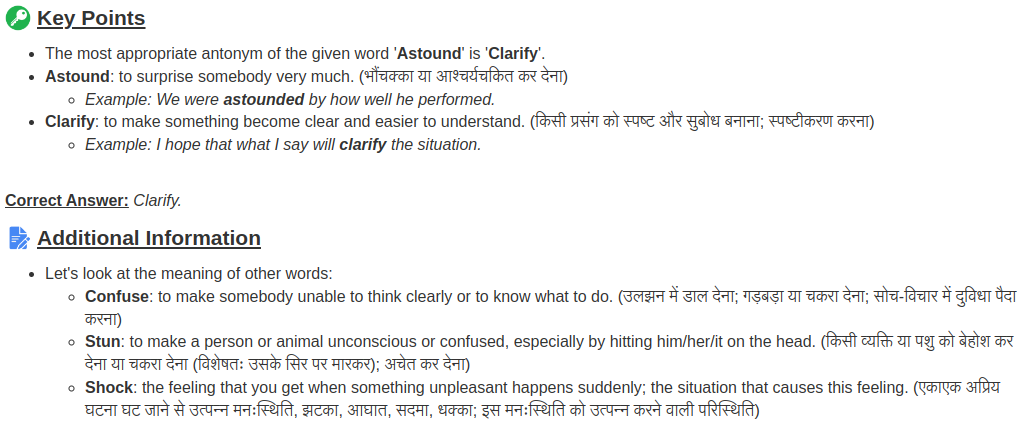 Key Points
The most appropriate antonym of the given word 'Astound' is 'Clarify'.
Astound: to surprise somebody very much. (भौंचक्का या आश्चर्यचकित कर देना)
Example: We were astounded by how well he performed.
Clarify: to make something become clear and easier to understand. (किसी प्रसंग को स्पष्ट और सुबोध बनाना; स्पष्टीकरण करना)
Example: I hope that what I say will clarify the situation.
Correct Answer: Clarify.
Additional Information
Let's look at the meaning of other words:
Confuse: to make somebody unable to think clearly or to know what to do. (उलझन में डाल देना; गड़बड़ा या चकरा देना; सोच-विचार में दुविधा पैदा
करना)
Stun: to make a person or animal unconscious or confused, especially by hitting him/her/it on the head. (किसी व्यक्ति या पशु को बेहोश कर
देना या चकरा देना (विशेषतः उसके सिर पर मारकर); अचेत कर देना)
Shock: the feeling that you get when something unpleasant happens suddenly; the situation that causes this feeling. (एकाएक अप्रिय
घटना घट जाने से उत्पन्न मनःस्थिति, झटका, आघात, सदमा, धक्का; इस मनःस्थिति को उत्पन्न करने वाली परिस्थिति)